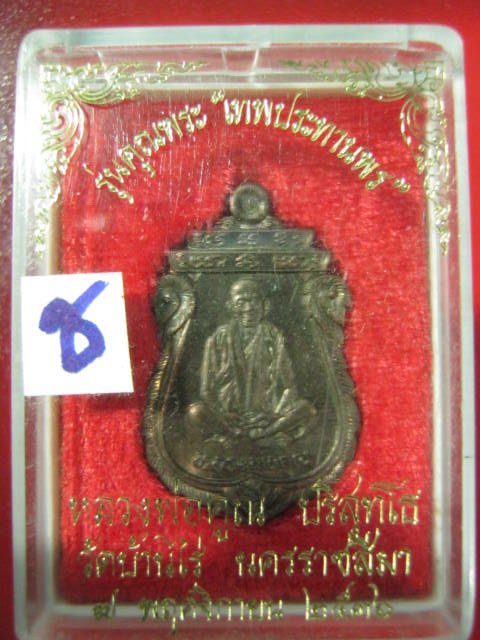 รุ่นคุณพระ "เทพประทานพร"
ช
หลวงพ่อคูณ ปริสุทโธ
วัดบ้านไร่ นครราชสีมา
๗ พฤศจิกายน ๒๕๓๖